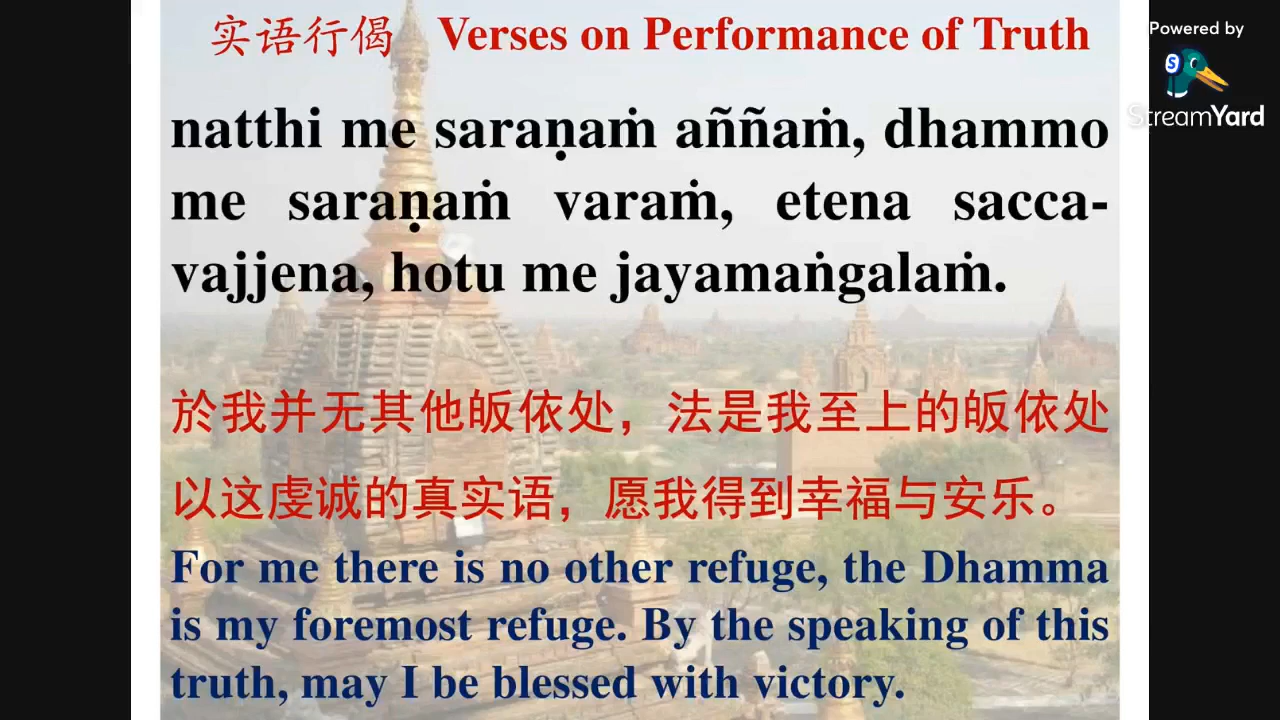 实语行偈 Verses on Performance of Truth
natthi me saraṇaṁ aññaṁ, dhammo
me saraṇaṁ varaṁ, etena sacca-
vajjena, hotu me jayamaṅgalaṁ.
於我并无其他皈依处，法是我至上的皈依处
以这虔诚的真实语，愿我得到幸福与安乐。
For me there is no other refuge, the Dhamma
is my foremost refuge. By the speaking of this
truth, may I be blessed with victory.
Powered by
S
StreamYard